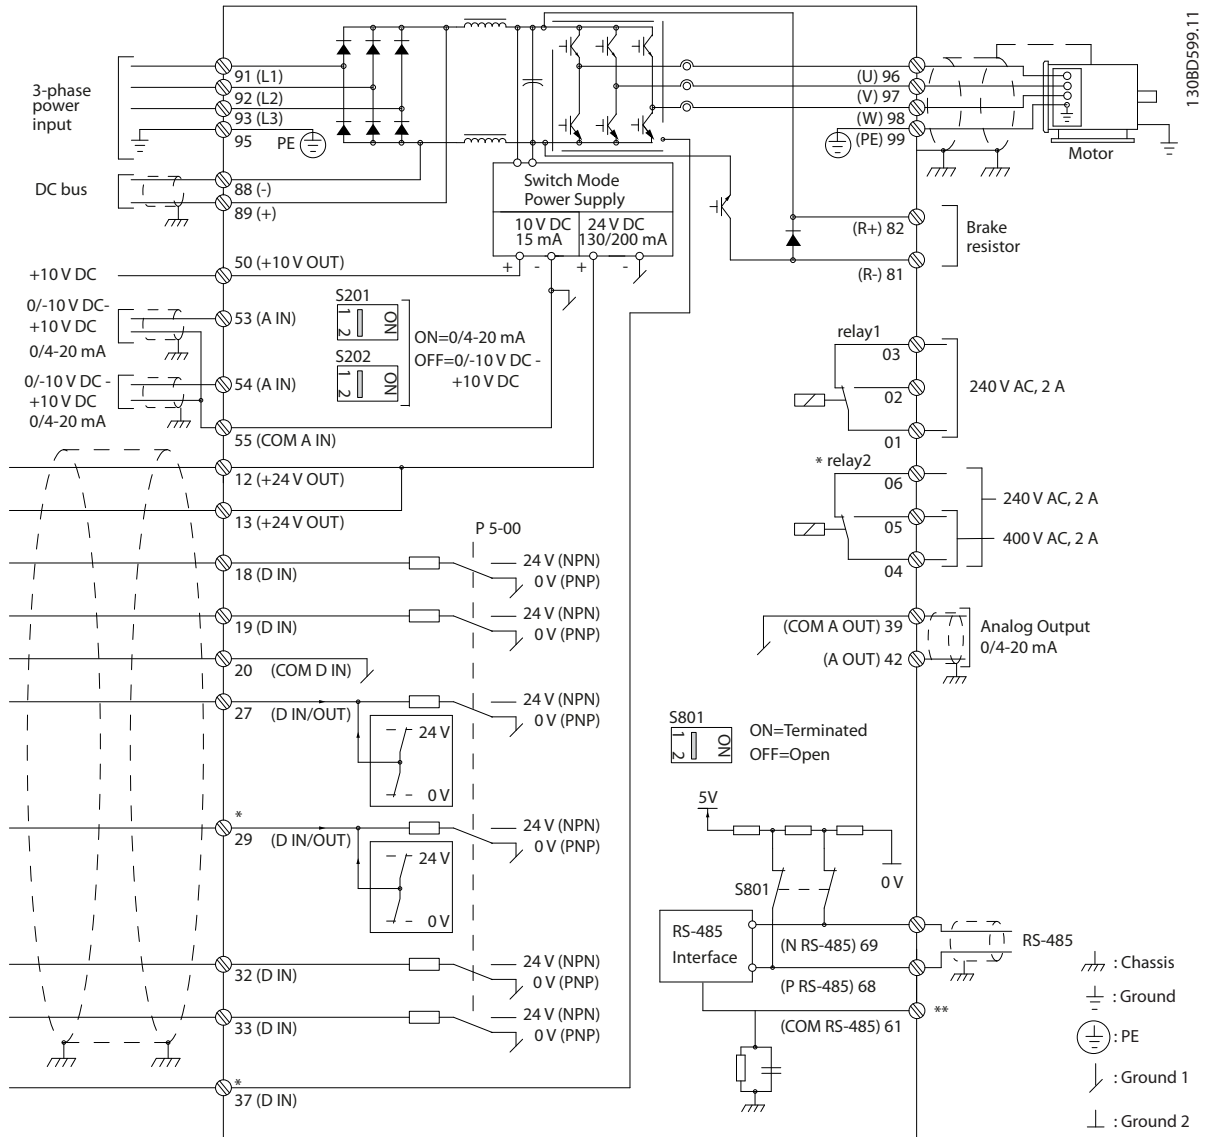 130BD599.11
3-phase
power
input
91 (L1)
92 (L2)
93 (L3)
95
PE
DC bus
88 (-)
89 (+)
+10 V DC
50 (+10 V OUT)
0/-10 V DC-
+10 V DC
0/4-20 mA
53 (A IN)
0/-10 V DC -
+10 V DC
0/4-20 mA
54 (A IN)
55 (COM A IN)
12 (+24 V OUT)
13 (+24 V OUT)
18 (D IN)
19 (D IN)
20 (COM D IN)
27 (D IN/OUT)
*
29 (D IN/OUT)
32 (D IN)
33 (D IN)
*
37 (D IN)
Switch Mode
Power Supply
10 V DC
15 mA
24 V DC
130/200 mA
+ - + -
S201
1 2
ON
S202
1 2
ON
ON=0/4-20 mA
OFF=0/-10 V DC -
+10 V DC
P 5-00
24 V (NPN)
0 V (PNP)
24 V (NPN)
0 V (PNP)
24 V (NPN)
0 V (PNP)
24 V
0 V
24 V (NPN)
0 V (PNP)
24 V
0 V
24 V (NPN)
0 V (PNP)
24 V (NPN)
0 V (PNP)
(U) 96
(V) 97
(W) 98
(PE) 99
Motor
(R+) 82
(R-) 81
Brake
resistor
relay1
03
02
01
240 V AC, 2 A
* relay2
06
05
04
240 V AC, 2 A
400 V AC, 2 A
(COM A OUT) 39
(A OUT) 42
Analog Output
0/4-20 mA
S801
1 2
ON
ON=Terminated
OFF=Open
5V
S801
0 V
RS-485
Interface
(N RS-485) 69
(P RS-485) 68
(COM RS-485) 61
**
RS-485
: Chassis
: Ground
: PE
: Ground 1
: Ground 2